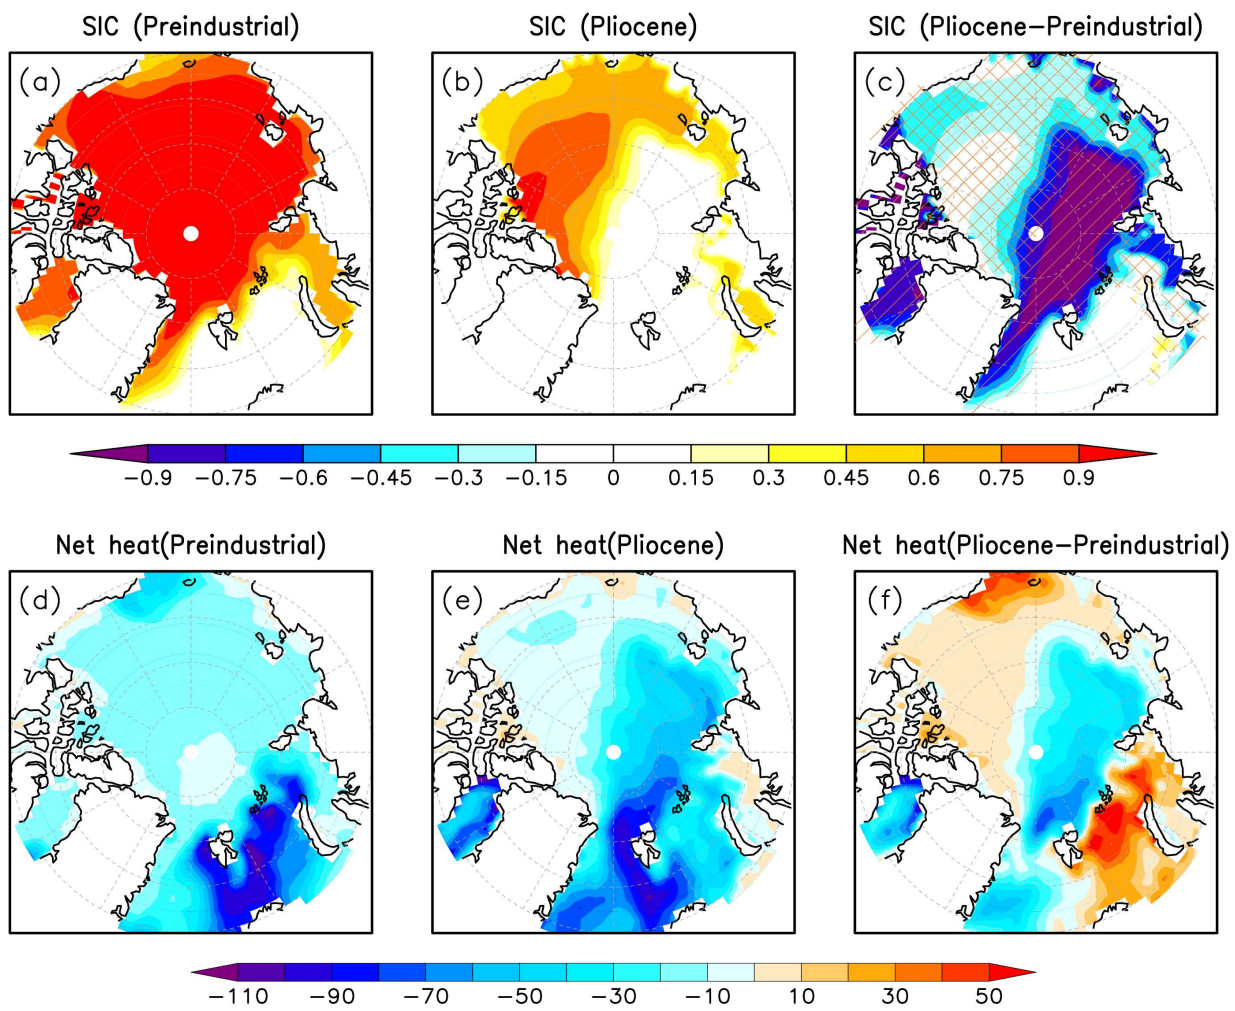 SIC (Preindustrial)
SIC (Pliocene)
SIC (Pliocene−Preindustrial)
(a)
(b)
(c)
−0.9 −0.75 −0.6 −0.45 −0.3 −0.15 0 0.15 0.3 0.45 0.6 0.75 0.9
Net heat(Preindustrial)
Net heat(Pliocene)
Net heat(Pliocene−Preindustrial)
(d)
(e)
(f)
−110 −90 −70 −50 −30 −10 10 30 50